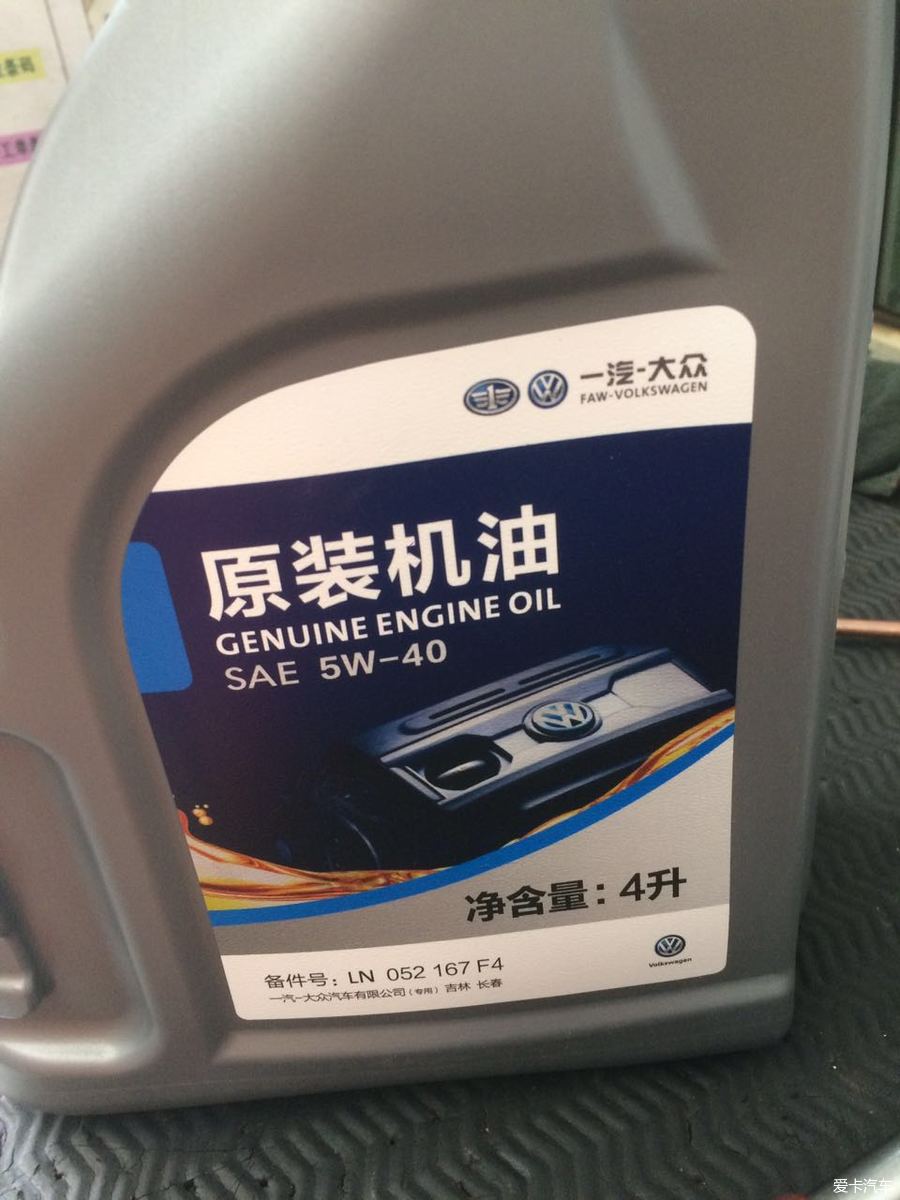 一汽-大众
FAW-VOLKSWAGEN
原装机油
GENUINE ENGINE OIL
SAE 5W-40
净含量：4升
Volkswagen
备件号：LN 052 167 F4
一汽-大众汽车有限公司（专用）吉林 长春
爱卡汽车